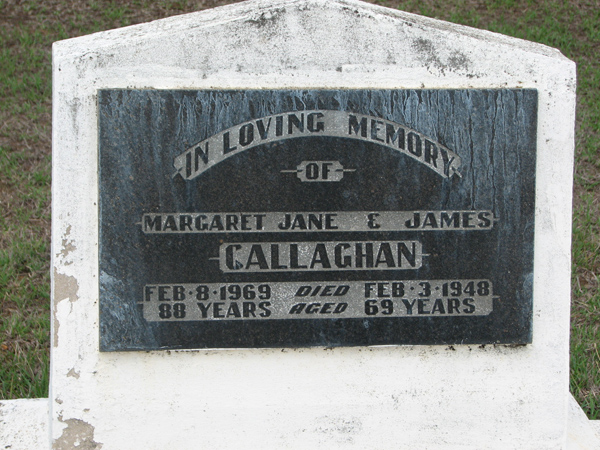 IN LOVING MEMORY
OF
MARGARET JANE & JAMES
CALLAGHAN
FEB·8·1969 DIED FEB·3·1948
88 YEARS AGED 69 YEARS